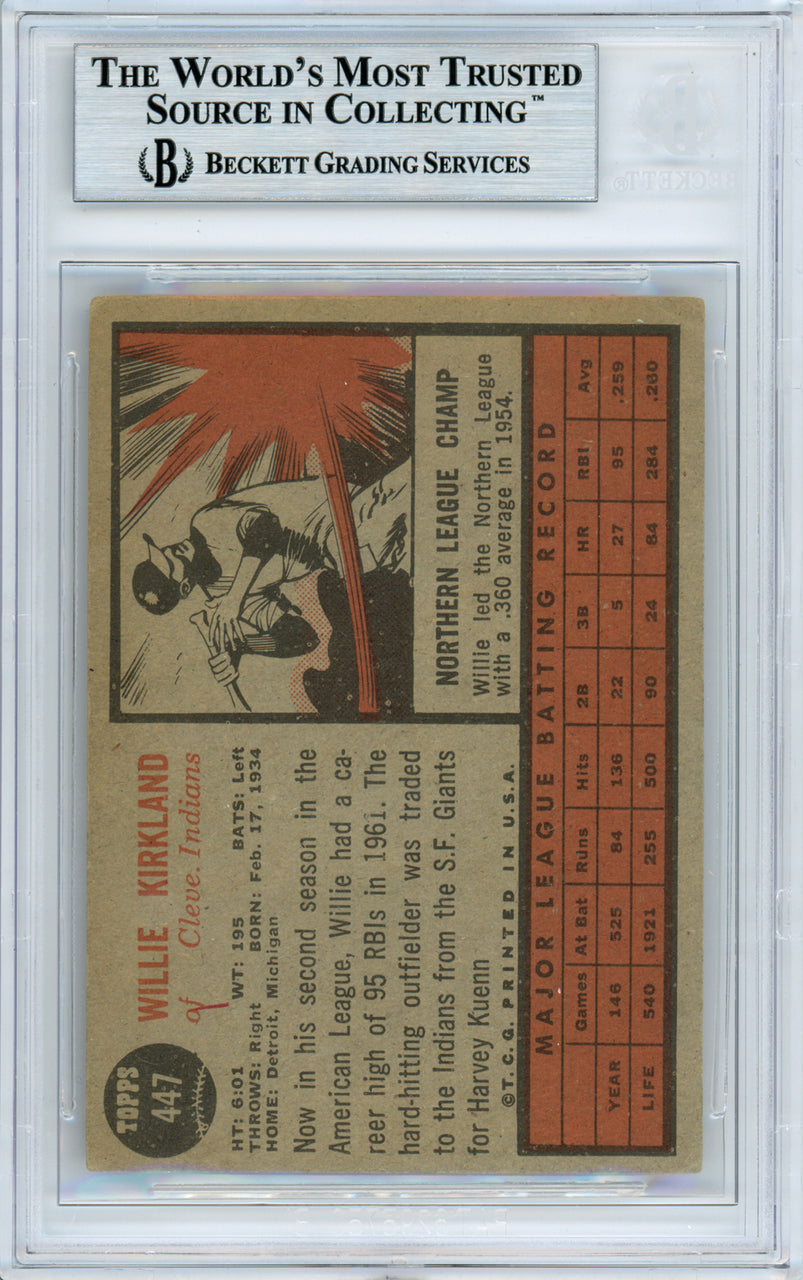 THE WORLD'S MOST TRUSTED
SOURCE IN COLLECTING™
B BECKETT GRADING SERVICES
BECKETT®
TOPPS
447
WILLIE KIRKLAND
of Cleve. Indians
HT: 6:01 WT: 195 BATS: Left
THROWS: Right BORN: Feb. 17, 1934
HOME: Detroit, Michigan
Now in his second season in the
American League, Willie had a ca-
reer high of 95 RBIs in 1961. The
hard-hitting outfielder was traded
to the Indians from the S.F. Giants
for Harvey Kuenn
©T. C. G. PRINTED IN U.S.A.
NORTHERN LEAGUE CHAMP
Willie led the Northern League
with a .360 average in 1954.
MAJOR LEAGUE BATTING RECORD
Games At Bat Runs Hits 2B 3B HR RBI Avg
YEAR 146 525 84 136 22 5 27 95 .259
LIFE 540 1921 255 500 90 24 84 284 .260